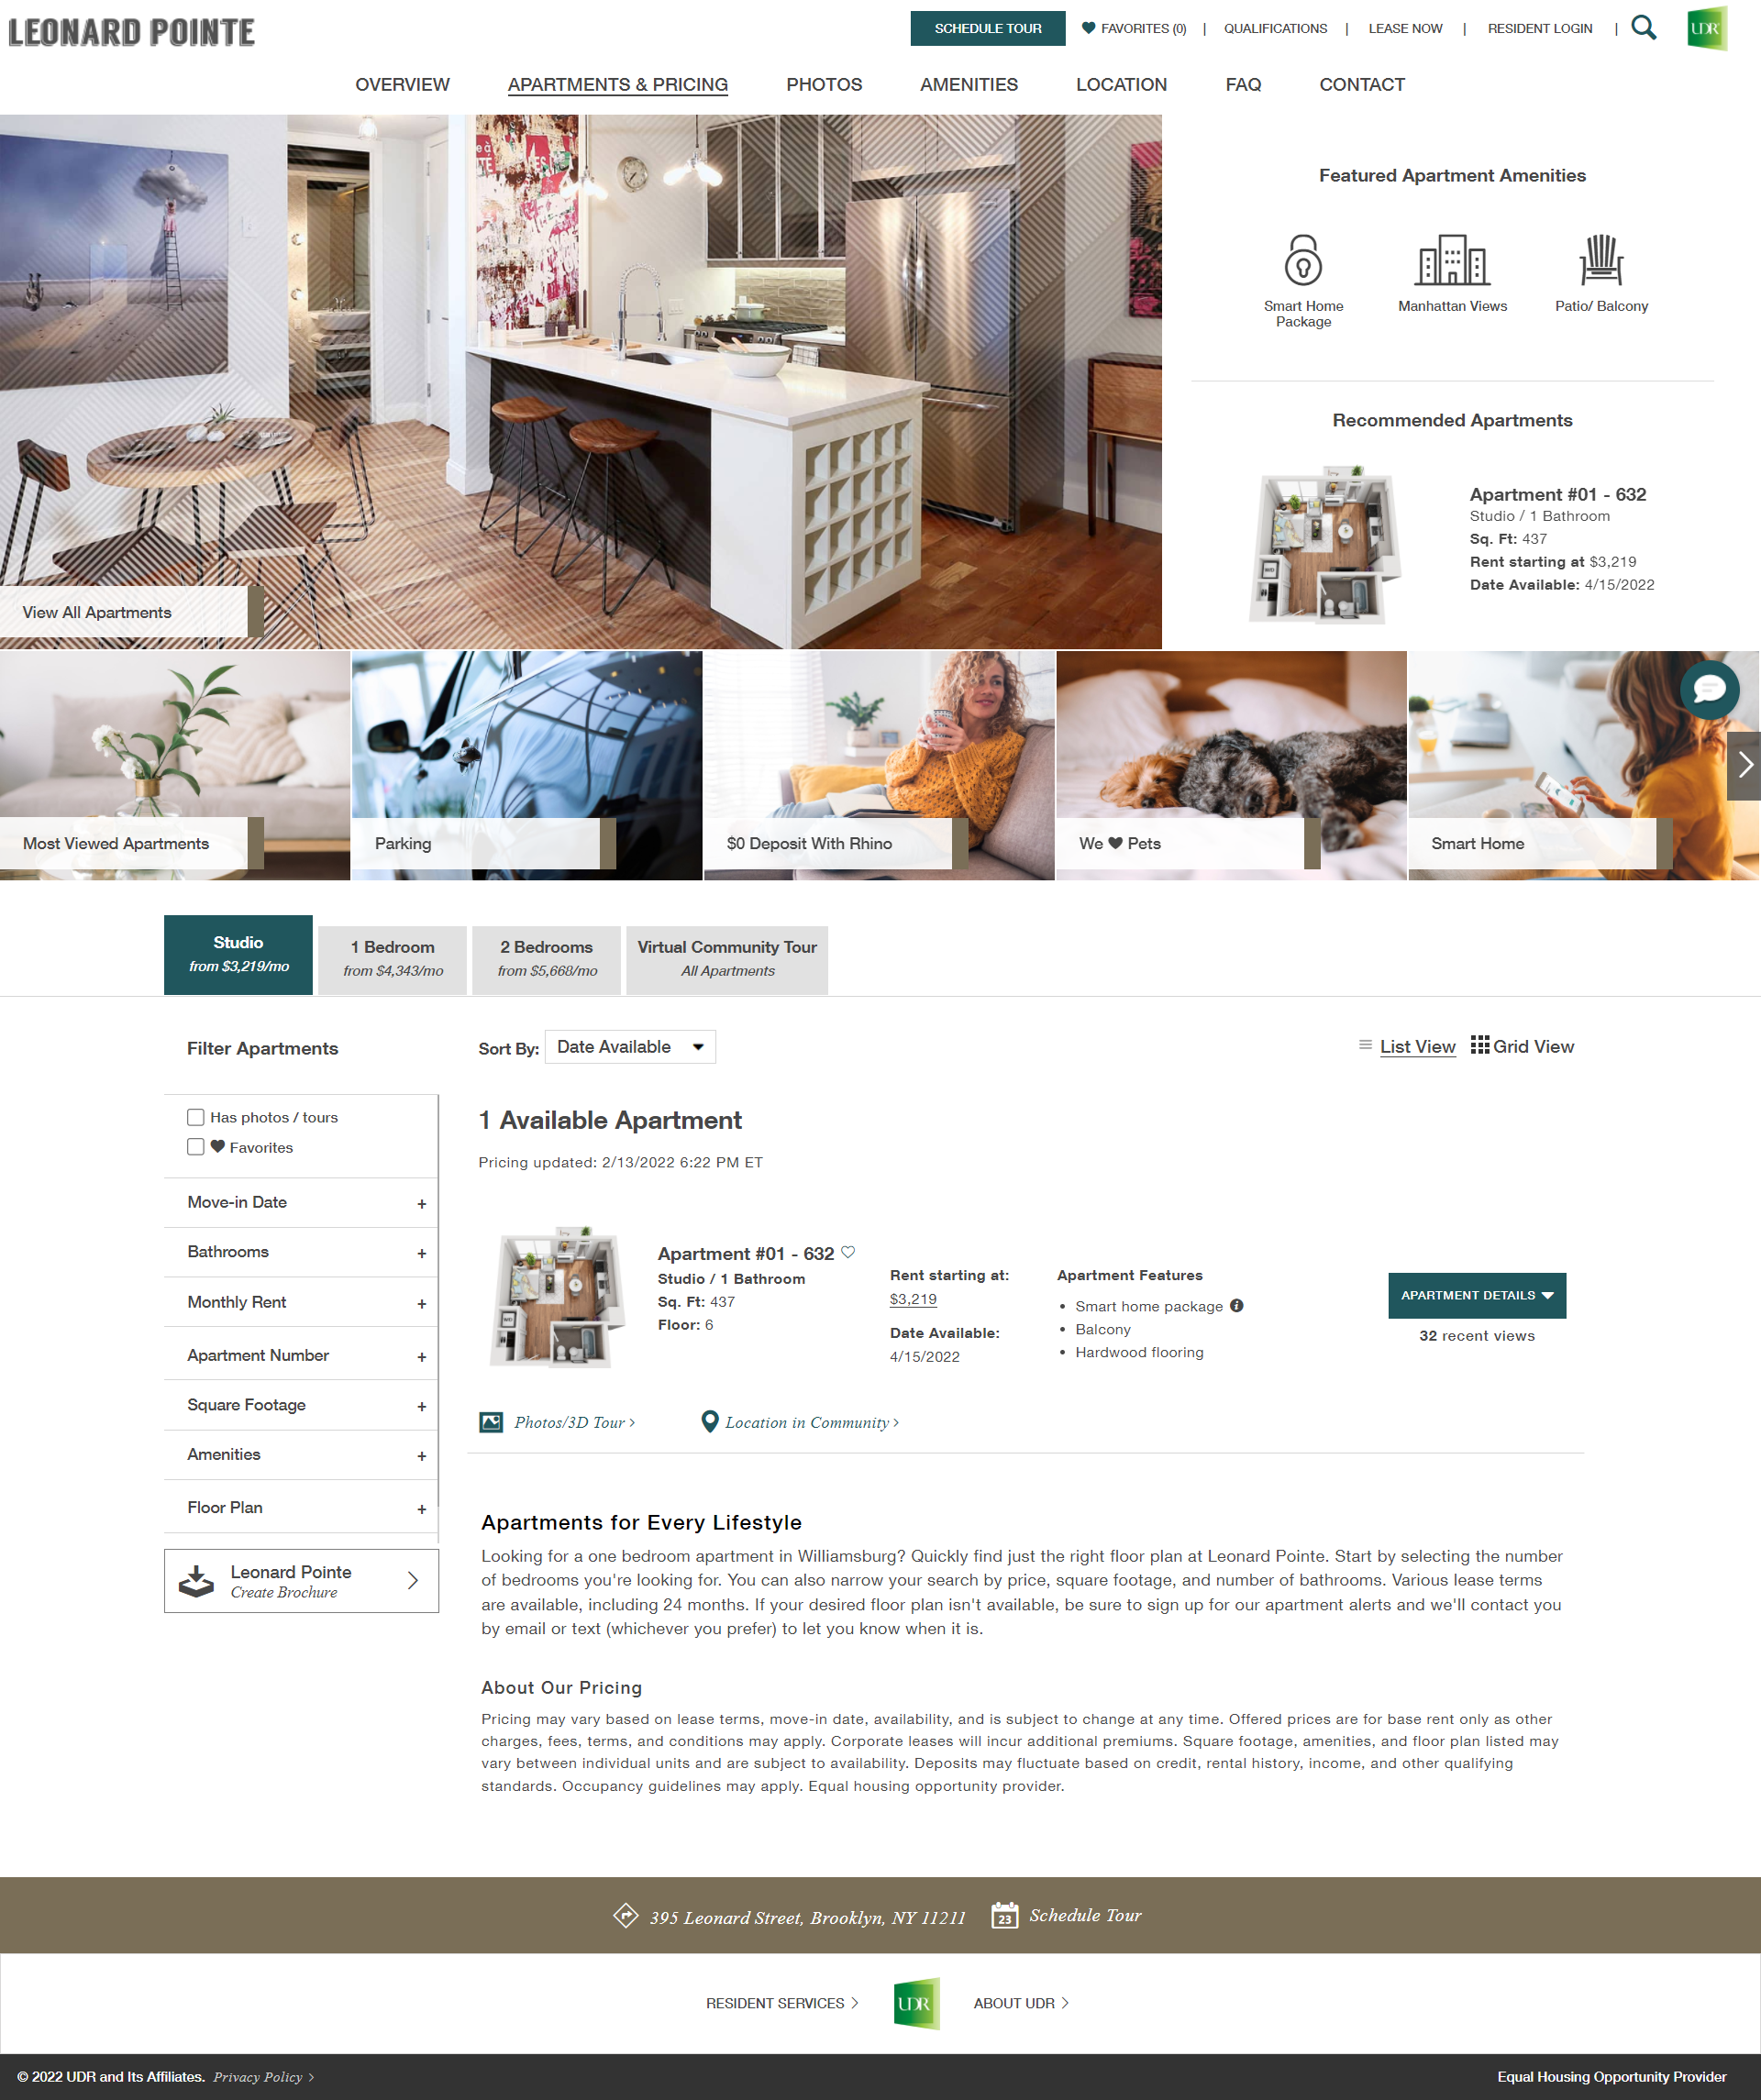 LEONARD POINTE
SCHEDULE TOUR
FAVORITES (0) | QUALIFICATIONS | LEASE NOW | RESIDENT LOGIN |
UDR
OVERVIEW
APARTMENTS & PRICING
PHOTOS
AMENITIES
LOCATION
FAQ
CONTACT
Featured Apartment Amenities
Smart Home
Package
Manhattan Views
Patio/ Balcony
Recommended Apartments
Apartment #01 - 632
Studio / 1 Bathroom
Sq. Ft: 437
Rent starting at $3,219
Date Available: 4/15/2022
View All Apartments
Most Viewed Apartments
Parking
$0 Deposit With Rhino
We ♥ Pets
Smart Home
Studio
from $3,219/mo
1 Bedroom
from $4,343/mo
2 Bedrooms
from $5,668/mo
Virtual Community Tour
All Apartments
Filter Apartments
Has photos / tours
♥ Favorites
Move-in Date +
Bathrooms +
Monthly Rent +
Apartment Number +
Square Footage +
Amenities +
Floor Plan +
Leonard Pointe
Create Brochure
Sort By: Date Available
List View
Grid View
1 Available Apartment
Pricing updated: 2/13/2022 6:22 PM ET
Apartment #01 - 632
Studio / 1 Bathroom
Sq. Ft: 437
Floor: 6
Rent starting at:
$3,219
Date Available:
4/15/2022
Apartment Features
• Smart home package
• Balcony
• Hardwood flooring
APARTMENT DETAILS
32 recent views
Photos/3D Tour >
Location in Community >
Apartments for Every Lifestyle
Looking for a one bedroom apartment in Williamsburg? Quickly find just the right floor plan at Leonard Pointe. Start by selecting the number
of bedrooms you're looking for. You can also narrow your search by price, square footage, and number of bathrooms. Various lease terms
are available, including 24 months. If your desired floor plan isn't available, be sure to sign up for our apartment alerts and we'll contact you
by email or text (whichever you prefer) to let you know when it is.
About Our Pricing
Pricing may vary based on lease terms, move-in date, availability, and is subject to change at any time. Offered prices are for base rent only as other
charges, fees, terms, and conditions may apply. Corporate leases will incur additional premiums. Square footage, amenities, and floor plan listed may
vary between individual units and are subject to availability. Deposits may fluctuate based on credit, rental history, income, and other qualifying
standards. Occupancy guidelines may apply. Equal housing opportunity provider.
395 Leonard Street, Brooklyn, NY 11211
23
Schedule Tour
RESIDENT SERVICES >
UDR
ABOUT UDR >
© 2022 UDR and Its Affiliates. Privacy Policy >
Equal Housing Opportunity Provider